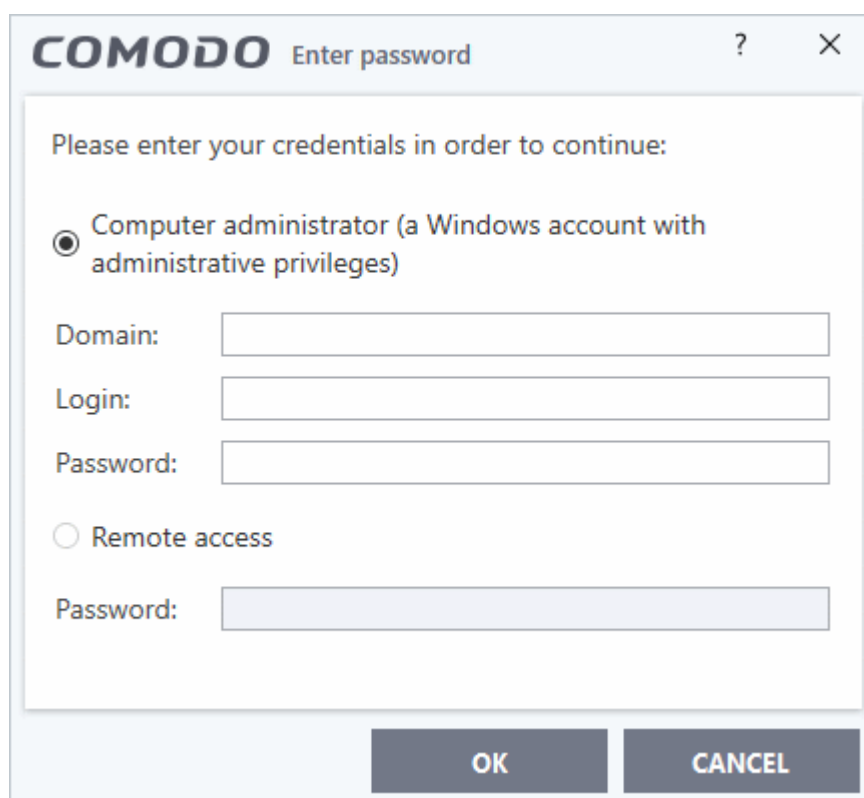 COMODO Enter password ? ×
Please enter your credentials in order to continue:
Computer administrator (a Windows account with
administrative privileges)
Domain:
Login:
Password:
Remote access
Password:
OK CANCEL